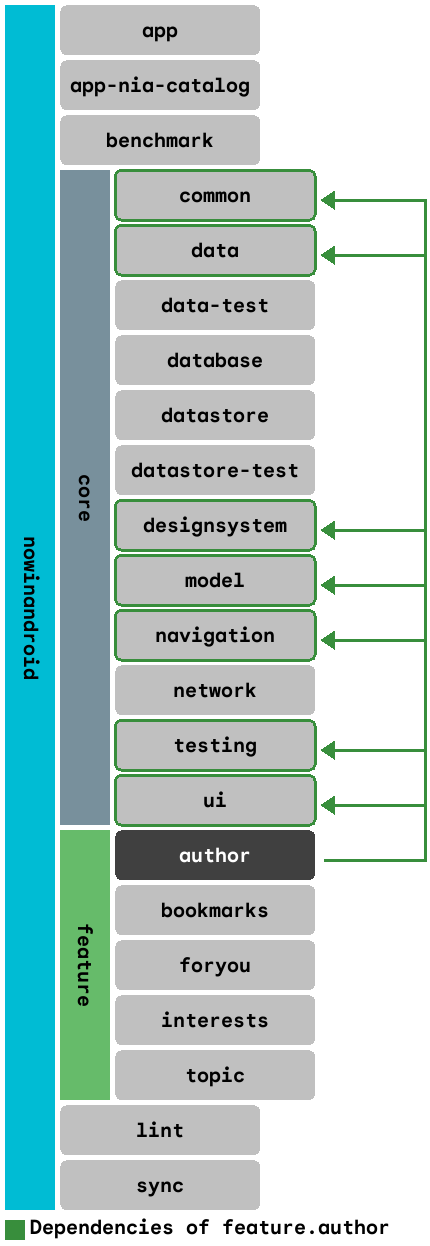 nowinandroid
app
app-nia-catalog
benchmark
core
common
data
data-test
database
datastore
datastore-test
designsystem
model
navigation
network
testing
ui
feature
author
bookmarks
foryou
interests
topic
lint
sync
Dependencies of feature.author